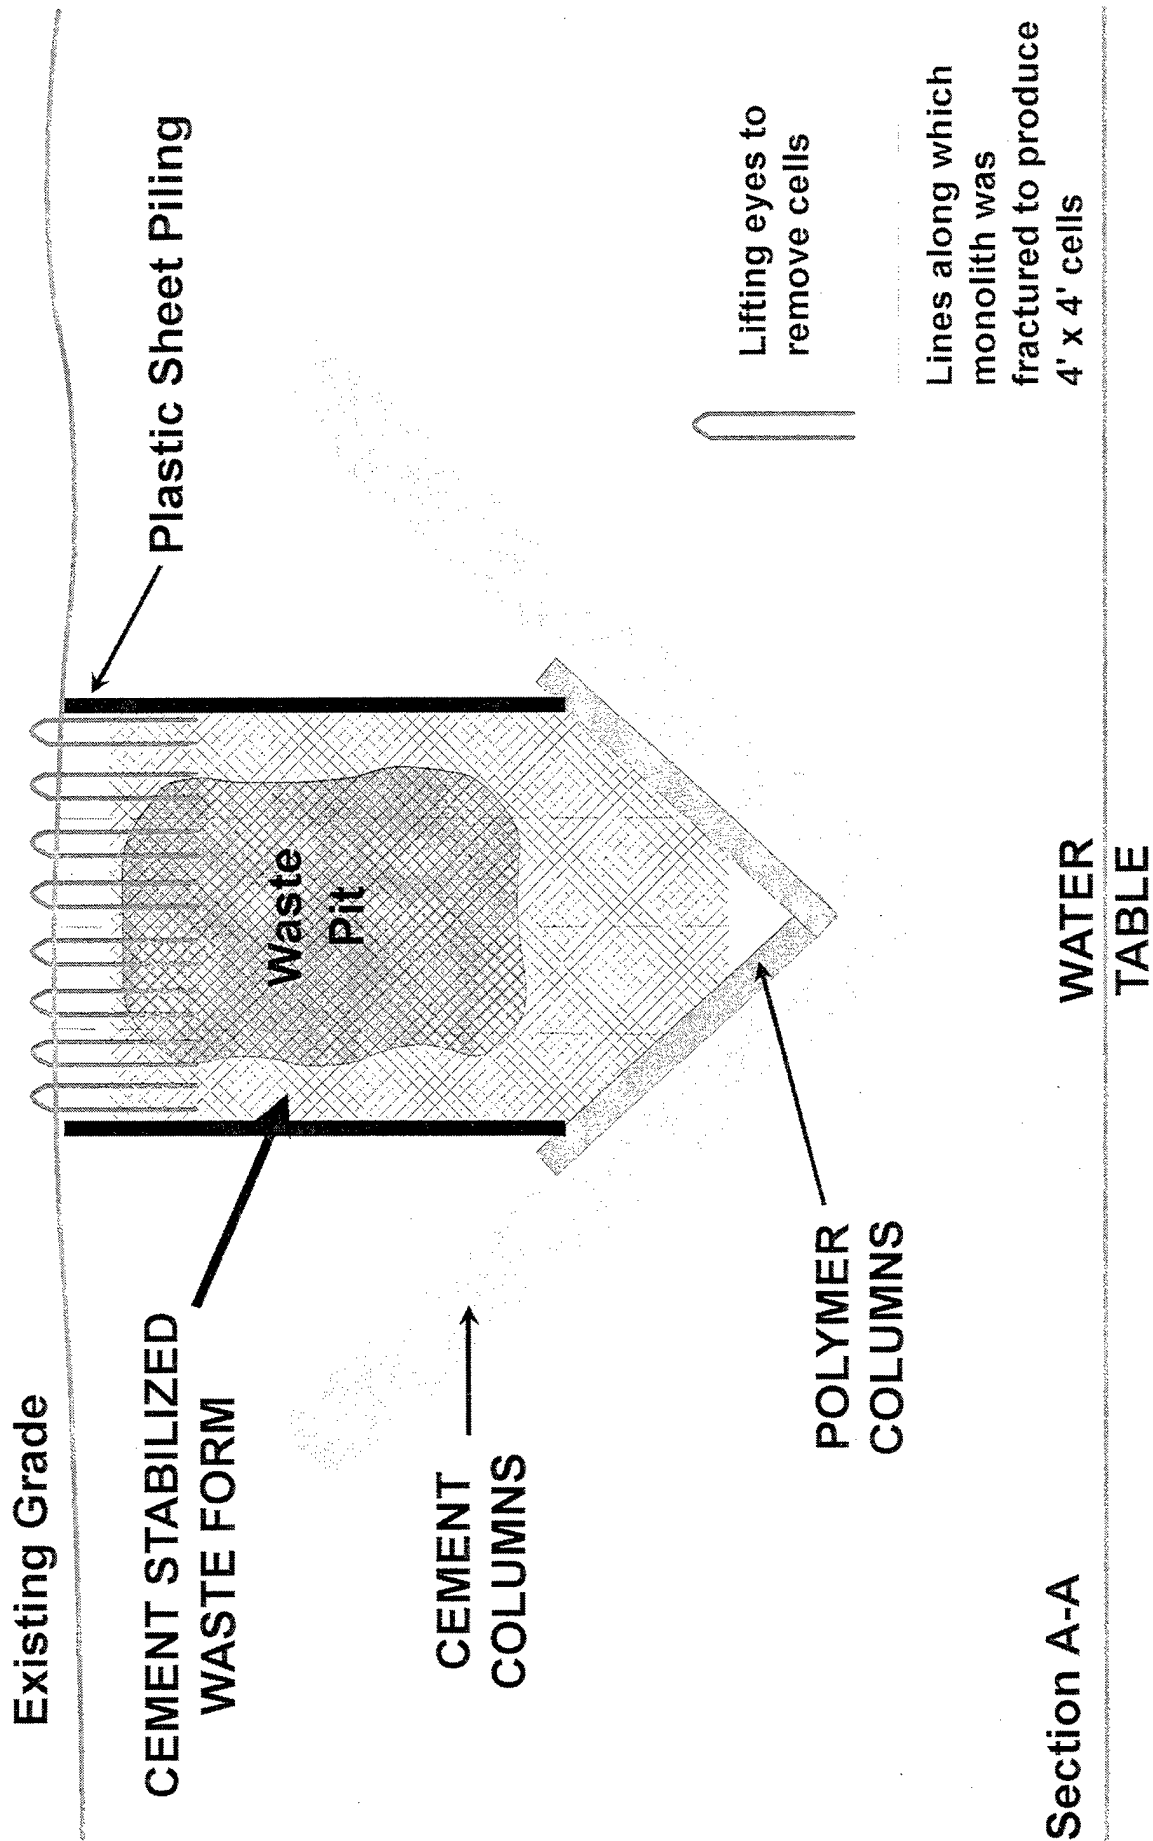 Existing Grade
Plastic Sheet Piling
CEMENT STABILIZED
WASTE FORM
Waste
Pit
CEMENT
COLUMNS
POLYMER
COLUMNS
Lifting eyes to
remove cells
Lines along which
monolith was
fractured to produce
4' x 4' cells
Section A-A
WATER
TABLE